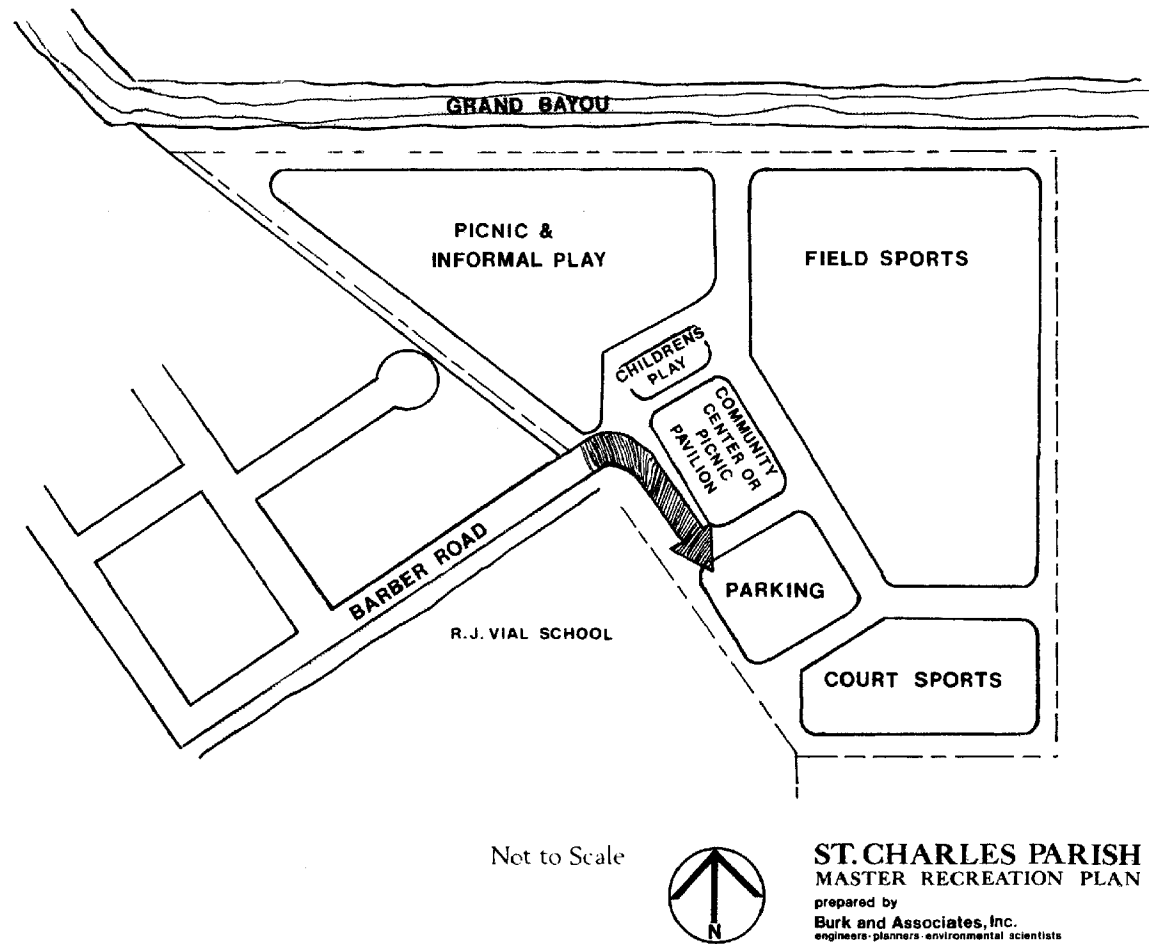 GRAND BAYOU
PICNIC &
INFORMAL PLAY
FIELD SPORTS
CHILDRENS
PLAY
COMMUNITY
CENTER OR
PICNIC
PAVILION
BARBER ROAD
PARKING
R.J. VIAL SCHOOL
COURT SPORTS
Not to Scale
N
ST. CHARLES PARISH
MASTER RECREATION PLAN
prepared by
Burk and Associates, Inc.
engineers-planners-environmental scientists